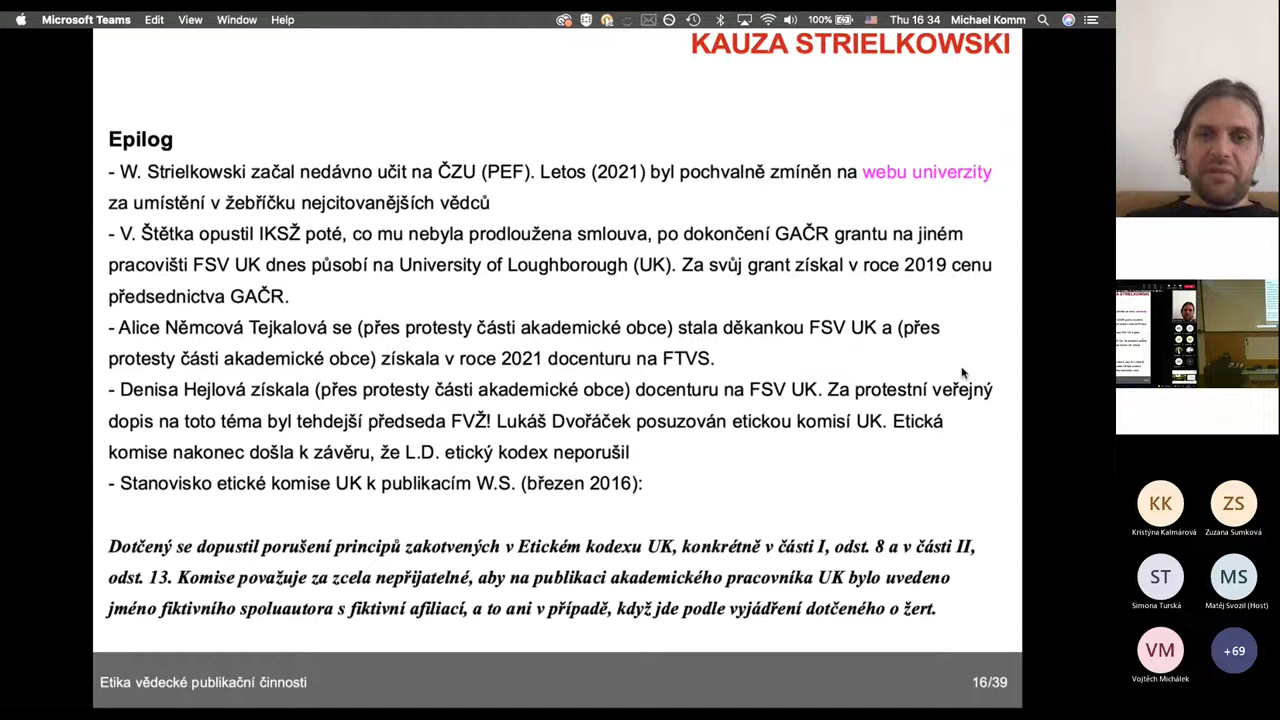 Microsoft Teams Edit View Window Help
100% Thu 16 34 Michael Komm
KAUZA STRIELKOWSKI
Epilog
- W. Strielkowski začal nedávno učit na ČZU (PEF). Letos (2021) byl pochvalně zmíněn na webu univerzity
za umístění v žebříčku nejcitovanějších vědců
- V. Štětka opustil IKSŽ poté, co mu nebyla prodloužena smlouva, po dokončení GAČR grantu na jiném
pracovišti FSV UK dnes působí na University of Loughborough (UK). Za svůj grant získal v roce 2019 cenu
předsednictva GAČR.
- Alice Němcová Tejkalová se (přes protesty části akademické obce) stala děkankou FSV UK a (přes
protesty části akademické obce) získala v roce 2021 docenturu na FTVS.
- Denisa Hejlová získala (přes protesty části akademické obce) docenturu na FSV UK. Za protestní veřejný
dopis na toto téma byl tehdejší předseda FVŽ! Lukáš Dvořáček posuzován etickou komisí UK. Etická
komise nakonec došla k závěru, že L.D. etický kodex neporušil
- Stanovisko etické komise UK k publikacím W.S. (březen 2016):
Dotčený se dopustil porušení principů zakotvených v Etickém kodexu UK, konkrétně v části I, odst. 8 a v části II,
odst. 13. Komise považuje za zcela nepřijatelné, aby na publikaci akademického pracovníka UK bylo uvedeno
jméno fiktivního spoluautora s fiktivní afiliací, a to ani v případě, když jde podle vyjádření dotčeného o žert.
Etika vědecké publikační činnosti
16/39
KK ZS
Kristýna Kalmárová Zuzana Šumková
ST MS
Simona Turská Matěj Svozil (Host)
VM +69
Vojtěch Michálek